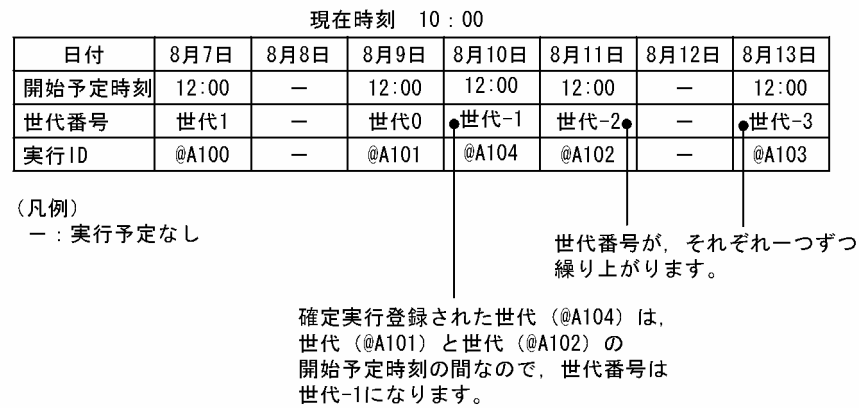 現在時刻　10：00
日付 8月7日 8月8日 8月9日 8月10日 8月11日 8月12日 8月13日
開始予定時刻 12:00 － 12:00 12:00 12:00 － 12:00
世代番号 世代1 － 世代0 世代-1 世代-2 － 世代-3
実行ID @A100 － @A101 @A104 @A102 － @A103
（凡例）
－：実行予定なし
世代番号が，それぞれ一つずつ
繰り上がります。
確定実行登録された世代（@A104）は，
世代（@A101）と世代（@A102）の
開始予定時刻の間なので，世代番号は
世代-1になります。